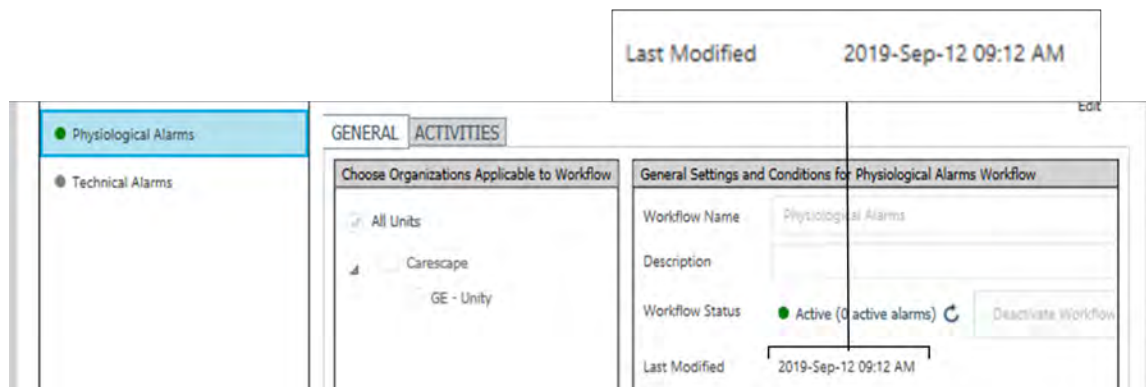 Last Modified 2019-Sep-12 09:12 AM
Edit
Physiological Alarms
Technical Alarms
GENERAL ACTIVITIES
Choose Organizations Applicable to Workflow
All Units
Carescape
GE - Unity
General Settings and Conditions for Physiological Alarms Workflow
Workflow Name Physiological Alarms
Description
Workflow Status Active (0 active alarms) Deactivate Workflow
Last Modified 2019-Sep-12 09:12 AM